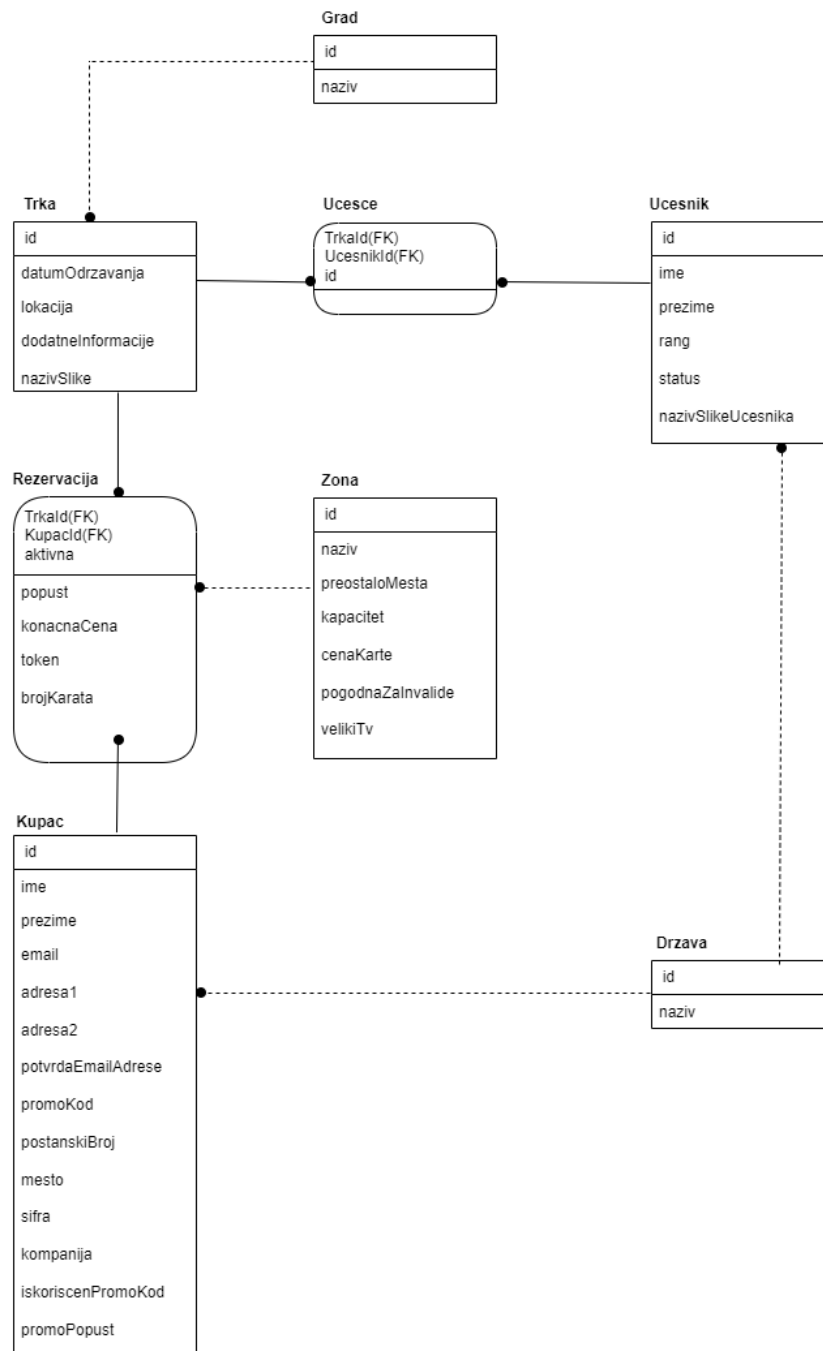 Grad
id
naziv
Trka
id
datumOdrzavanja
lokacija
dodatneInformacije
nazivSlike
Ucesce
TrkaId(FK)
UcesnikId(FK)
id
Ucesnik
id
ime
prezime
rang
status
nazivSlikeUcesnika
Rezervacija
TrkaId(FK)
KupacId(FK)
aktivna
popust
konacnaCena
token
brojKarata
Zona
id
naziv
preostaloMesta
kapacitet
cenaKarte
pogodnaZaInvalide
velikiTv
Kupac
id
ime
prezime
email
adresa1
adresa2
potvrdaEmailAdrese
promoKod
postanskiBroj
mesto
sifra
kompanija
iskoriscenPromoKod
promoPopust
Drzava
id
naziv